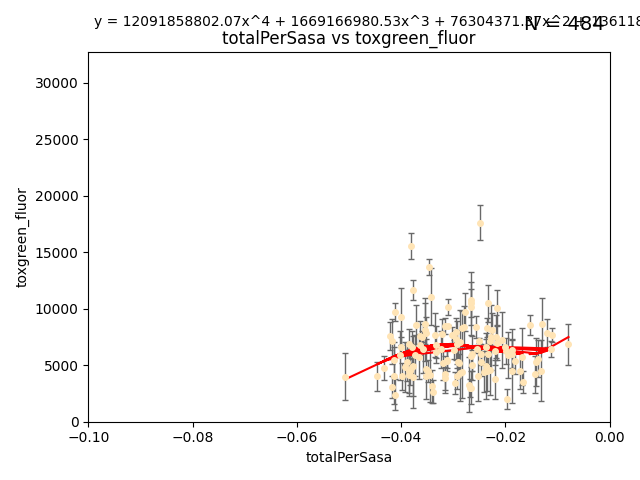 y = 12091858802.07x^4 + 1669166980.53x^3 +
N = 484
totalPerSasa vs toxgreen_fluor
30000
25000
20000
15000
10000
5000
0
toxgreen_fluor
−0.10
−0.08
−0.06
−0.04
−0.02
0.00
totalPerSasa